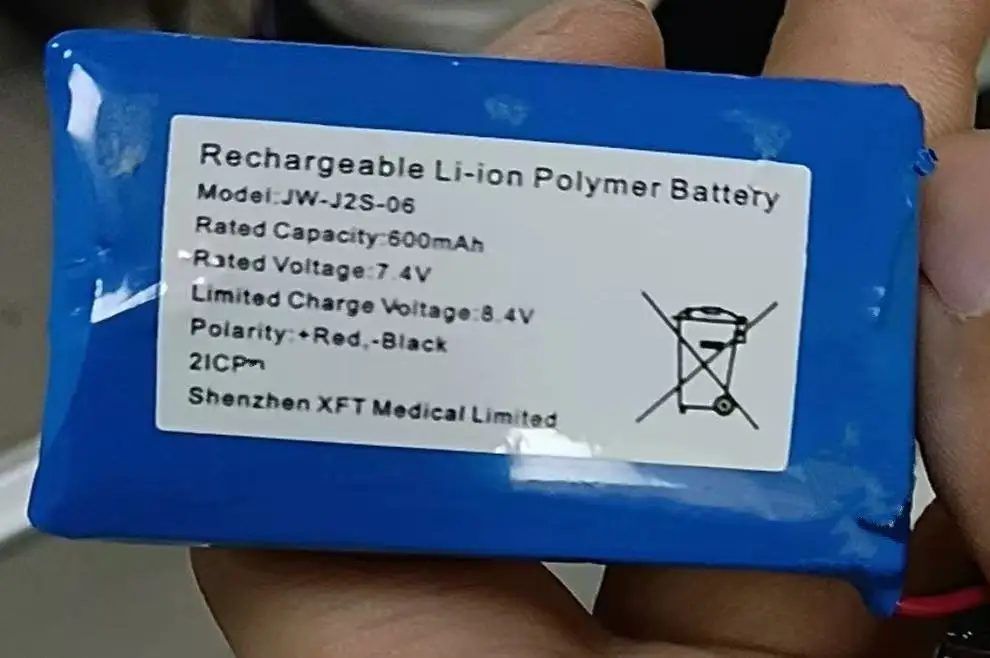 Rechargeable Li-ion Polymer Battery
Model:JW-J2S-06
Rated Capacity:600mAh
Rated Voltage:7.4V
Limited Charge Voltage:8.4V
Polarity:+Red,-Black
Shenzhen XFT Medical Limited